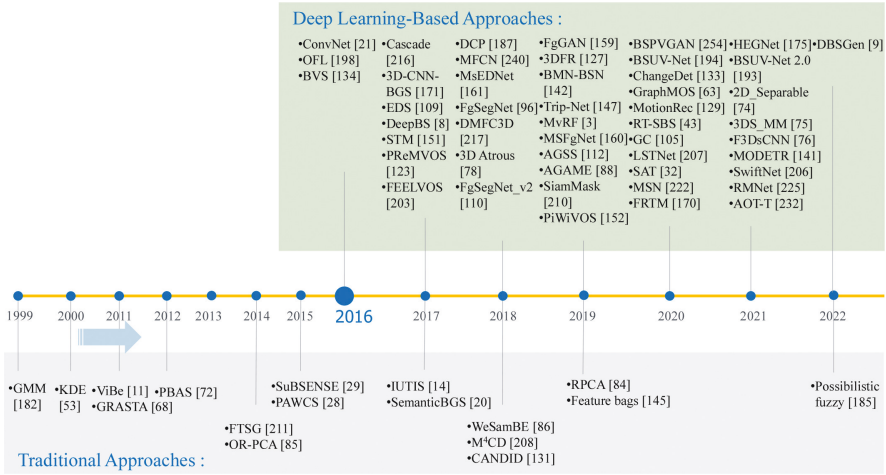 Deep Learning-Based Approaches :
•ConvNet [21]
•OFL [198]
•BVS [134]
•Cascade
[216]
•3D-CNN-
BGS [171]
•EDS [109]
•DeepBS [8]
•STM [151]
•PReMVOS
[123]
•FEELVOS
[203]
•DCP [187]
•MFCN [240]
•MsEDNet
[161]
•FgSegNet [96]
•DMFC3D
[217]
•3D Atrous
[78]
•FgSegNet_v2
[110]
•FgGAN [159]
•3DFR [127]
•BMN-BSN
[142]
•Trip-Net [147]
•MvRF [3]
•MSFgNet [160]
•AGSS [112]
•AGAME [88]
•SiamMask
[210]
•PiWiVOS [152]
•BSPVGAN [254]
•BSUV-Net [194]
•ChangeDet [133]
•GraphMOS [63]
•MotionRec [129]
•RT-SBS [43]
•GC [105]
•LSTNet [207]
•SAT [32]
•MSN [222]
•FRTM [170]
•HEGNet [175]
•BSUV-Net 2.0
[193]
•2D_Separable
[74]
•3DS_MM [75]
•F3DsCNN [76]
•MODETR [141]
•SwiftNet [206]
•RMNet [225]
•AOT-T [232]
•DBSGen [9]
1999 2000 2011 2012 2013 2014 2015 2016 2017 2018 2019 2020 2021 2022
•GMM
[182]
•KDE
[53]
•ViBe [11]
•GRASTA [68]
•PBAS [72]
•FTSG [211]
•OR-PCA [85]
•SuBSENSE [29]
•PAWCS [28]
•IUTIS [14]
•SemanticBGS [20]
•WeSamBE [86]
•M⁴CD [208]
•CANDID [131]
•RPCA [84]
•Feature bags [145]
•Possibilistic
fuzzy [185]
Traditional Approaches :